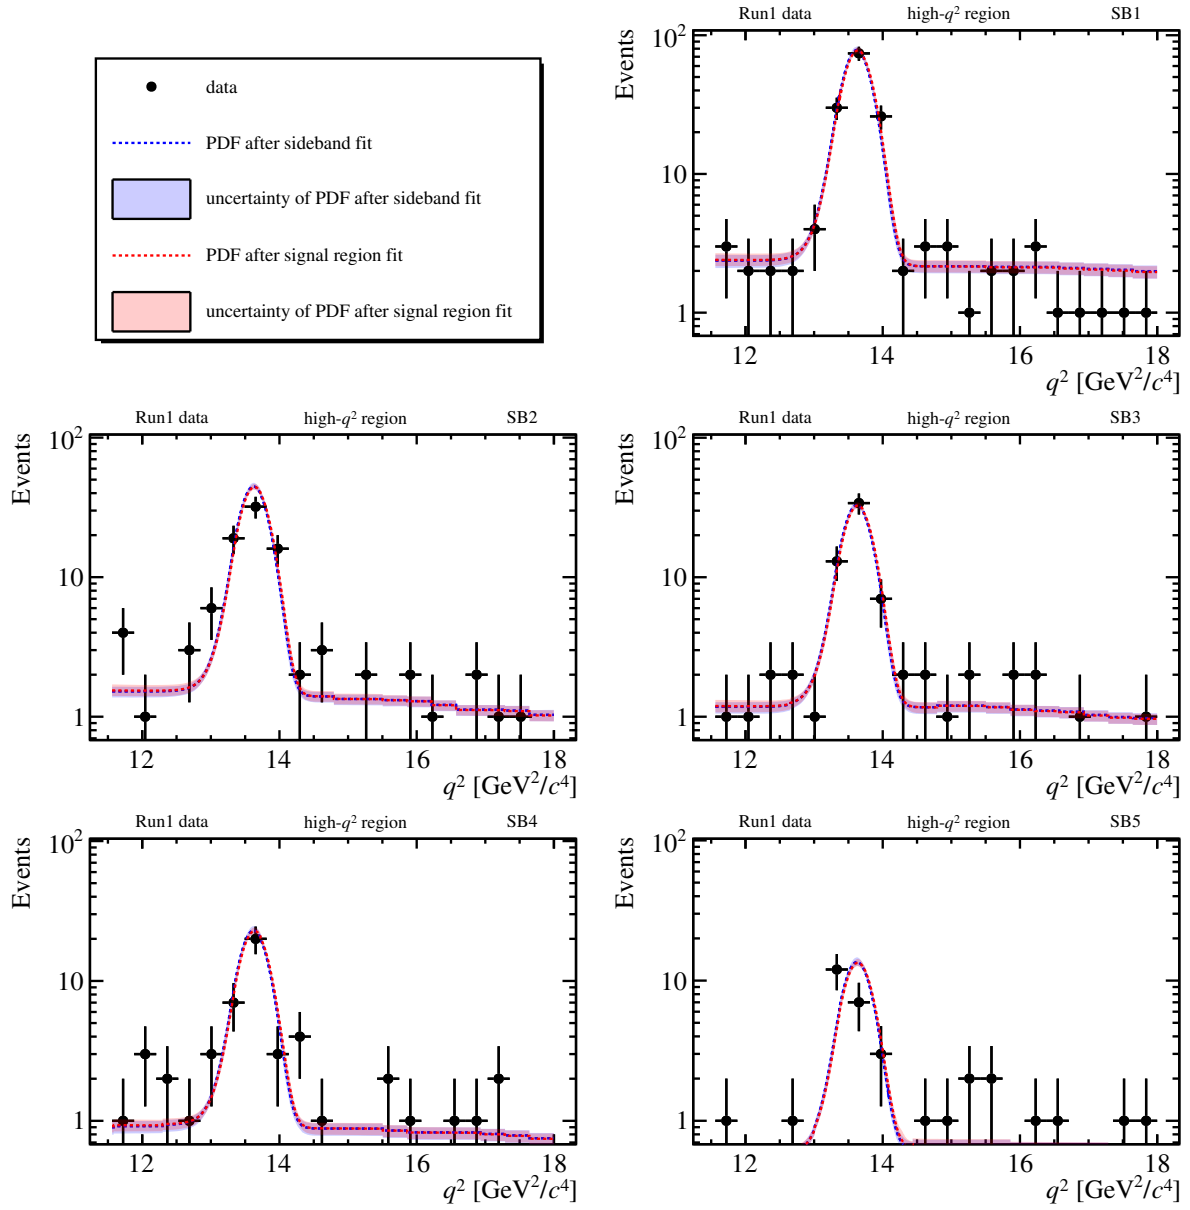 data
PDF after sideband fit
uncertainty of PDF after sideband fit
PDF after signal region fit
uncertainty of PDF after signal region fit
Run1 data high-q² region SB1
Events
10²
10
1
12 14 16 18
q² [GeV²/c⁴]
Run1 data high-q² region SB2
Events
10²
10
1
12 14 16 18
q² [GeV²/c⁴]
Run1 data high-q² region SB3
Events
10²
10
1
12 14 16 18
q² [GeV²/c⁴]
Run1 data high-q² region SB4
Events
10²
10
1
12 14 16 18
q² [GeV²/c⁴]
Run1 data high-q² region SB5
Events
10²
10
1
12 14 16 18
q² [GeV²/c⁴]